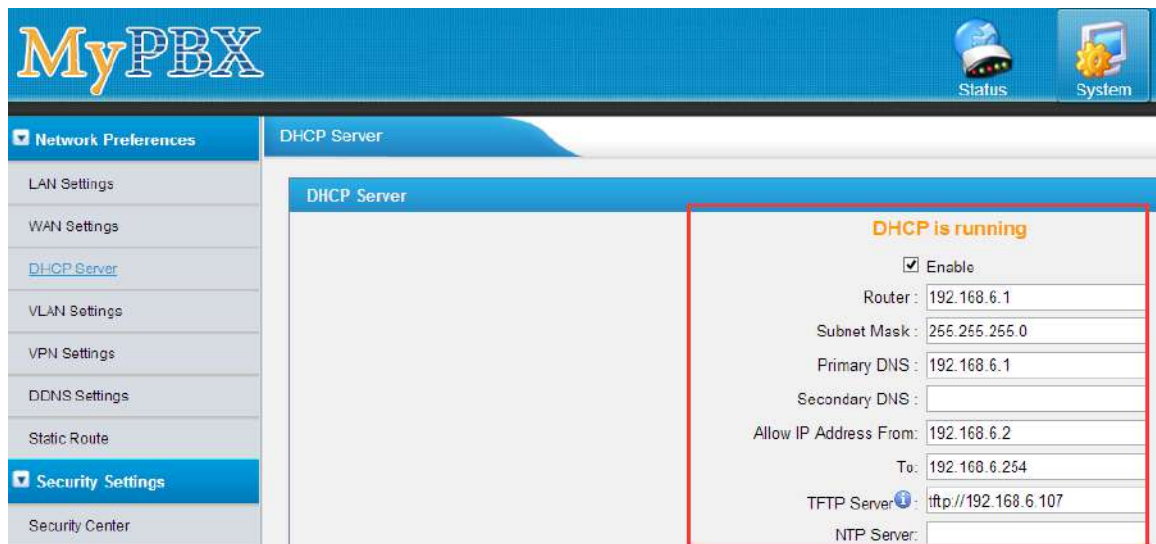 MyPBX
Status
System
Network Preferences
LAN Settings
WAN Settings
DHCP Server
VLAN Settings
VPN Settings
DDNS Settings
Static Route
Security Settings
Security Center
DHCP Server
DHCP Server
DHCP is running
Enable
Router : 192.168.6.1
Subnet Mask : 255.255.255.0
Primary DNS : 192.168.6.1
Secondary DNS :
Allow IP Address From: 192.168.6.2
To: 192.168.6.254
TFTP Server : tftp://192.168.6.107
NTP Server: